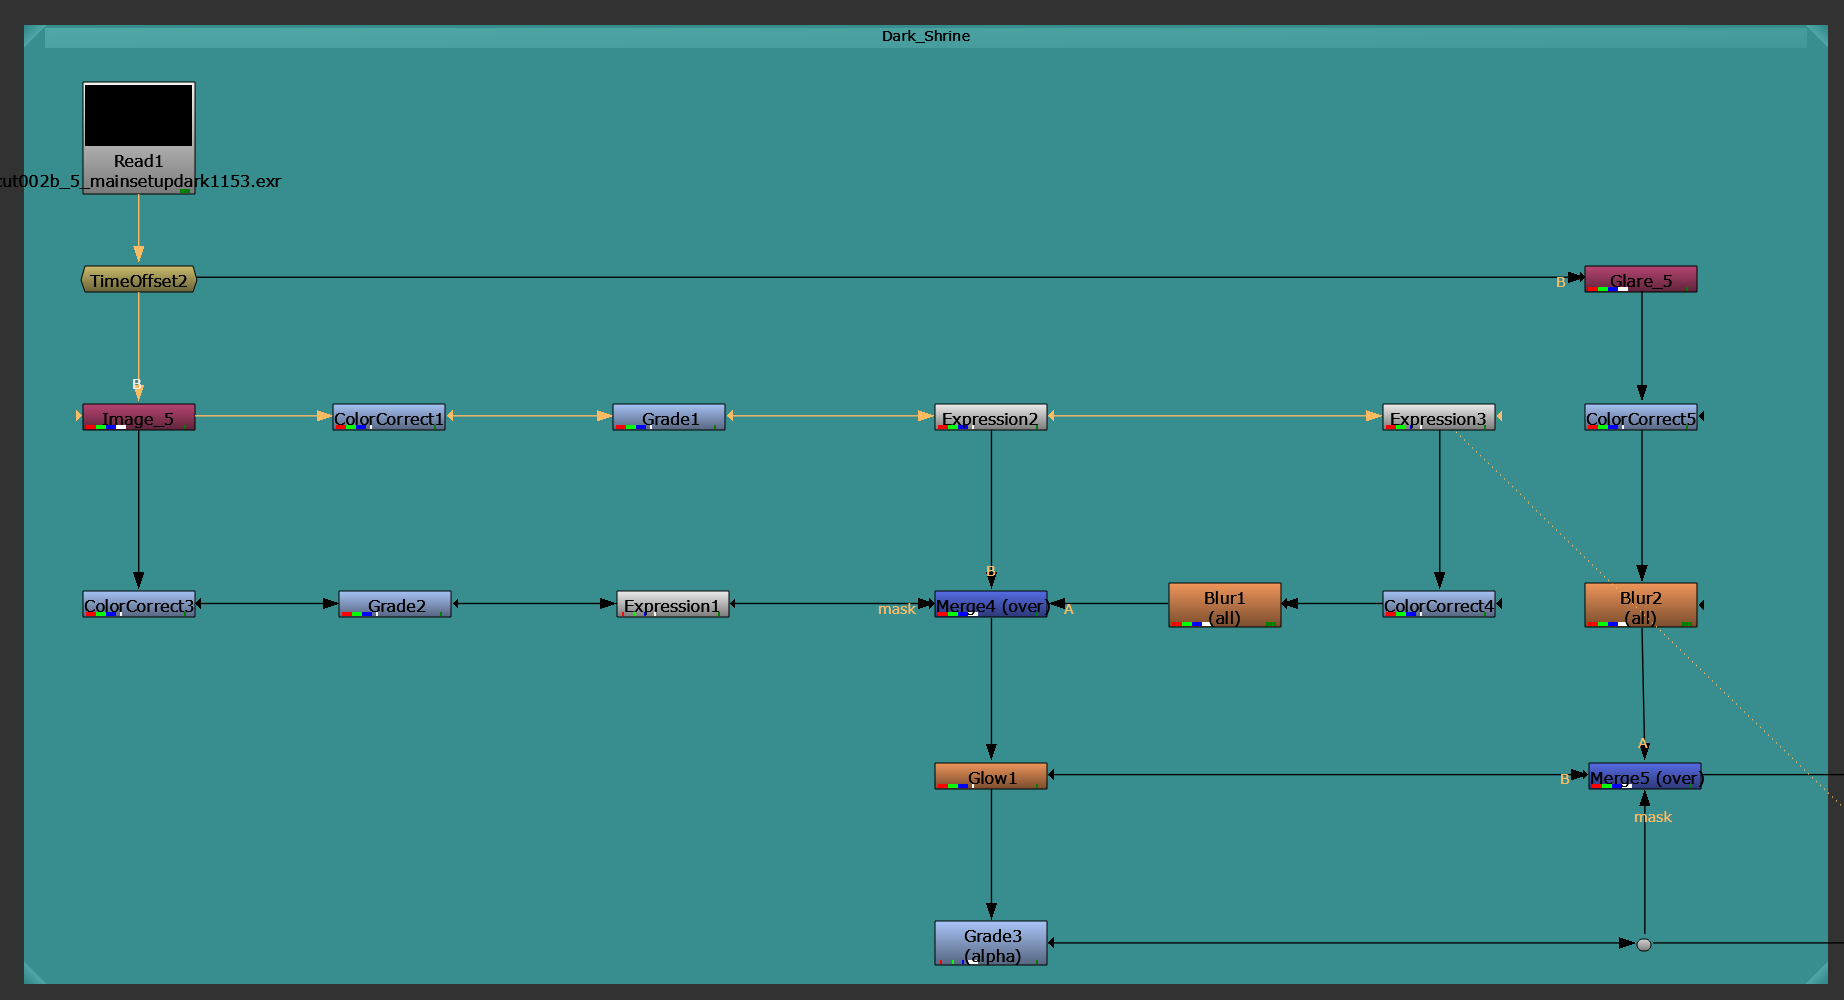 Dark_Shrine
Read1
cut002b_5_mainsetupdark1153.exr
TimeOffset2
B
Glare_5
B
Image_5
ColorCorrect1
Grade1
Expression2
Expression3
ColorCorrect5
B
ColorCorrect3
Grade2
Expression1
mask
Merge4 (over)
A
Blur1
(all)
ColorCorrect4
Blur2
(all)
A
Glow1
B
Merge5 (over)
mask
Grade3
(alpha)